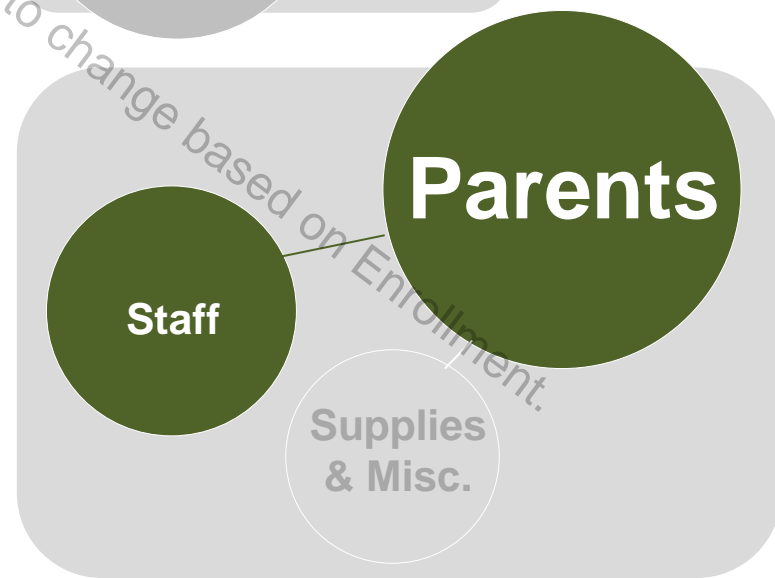 to change based on Enrollment.
Parents
Staff
Supplies
& Misc.